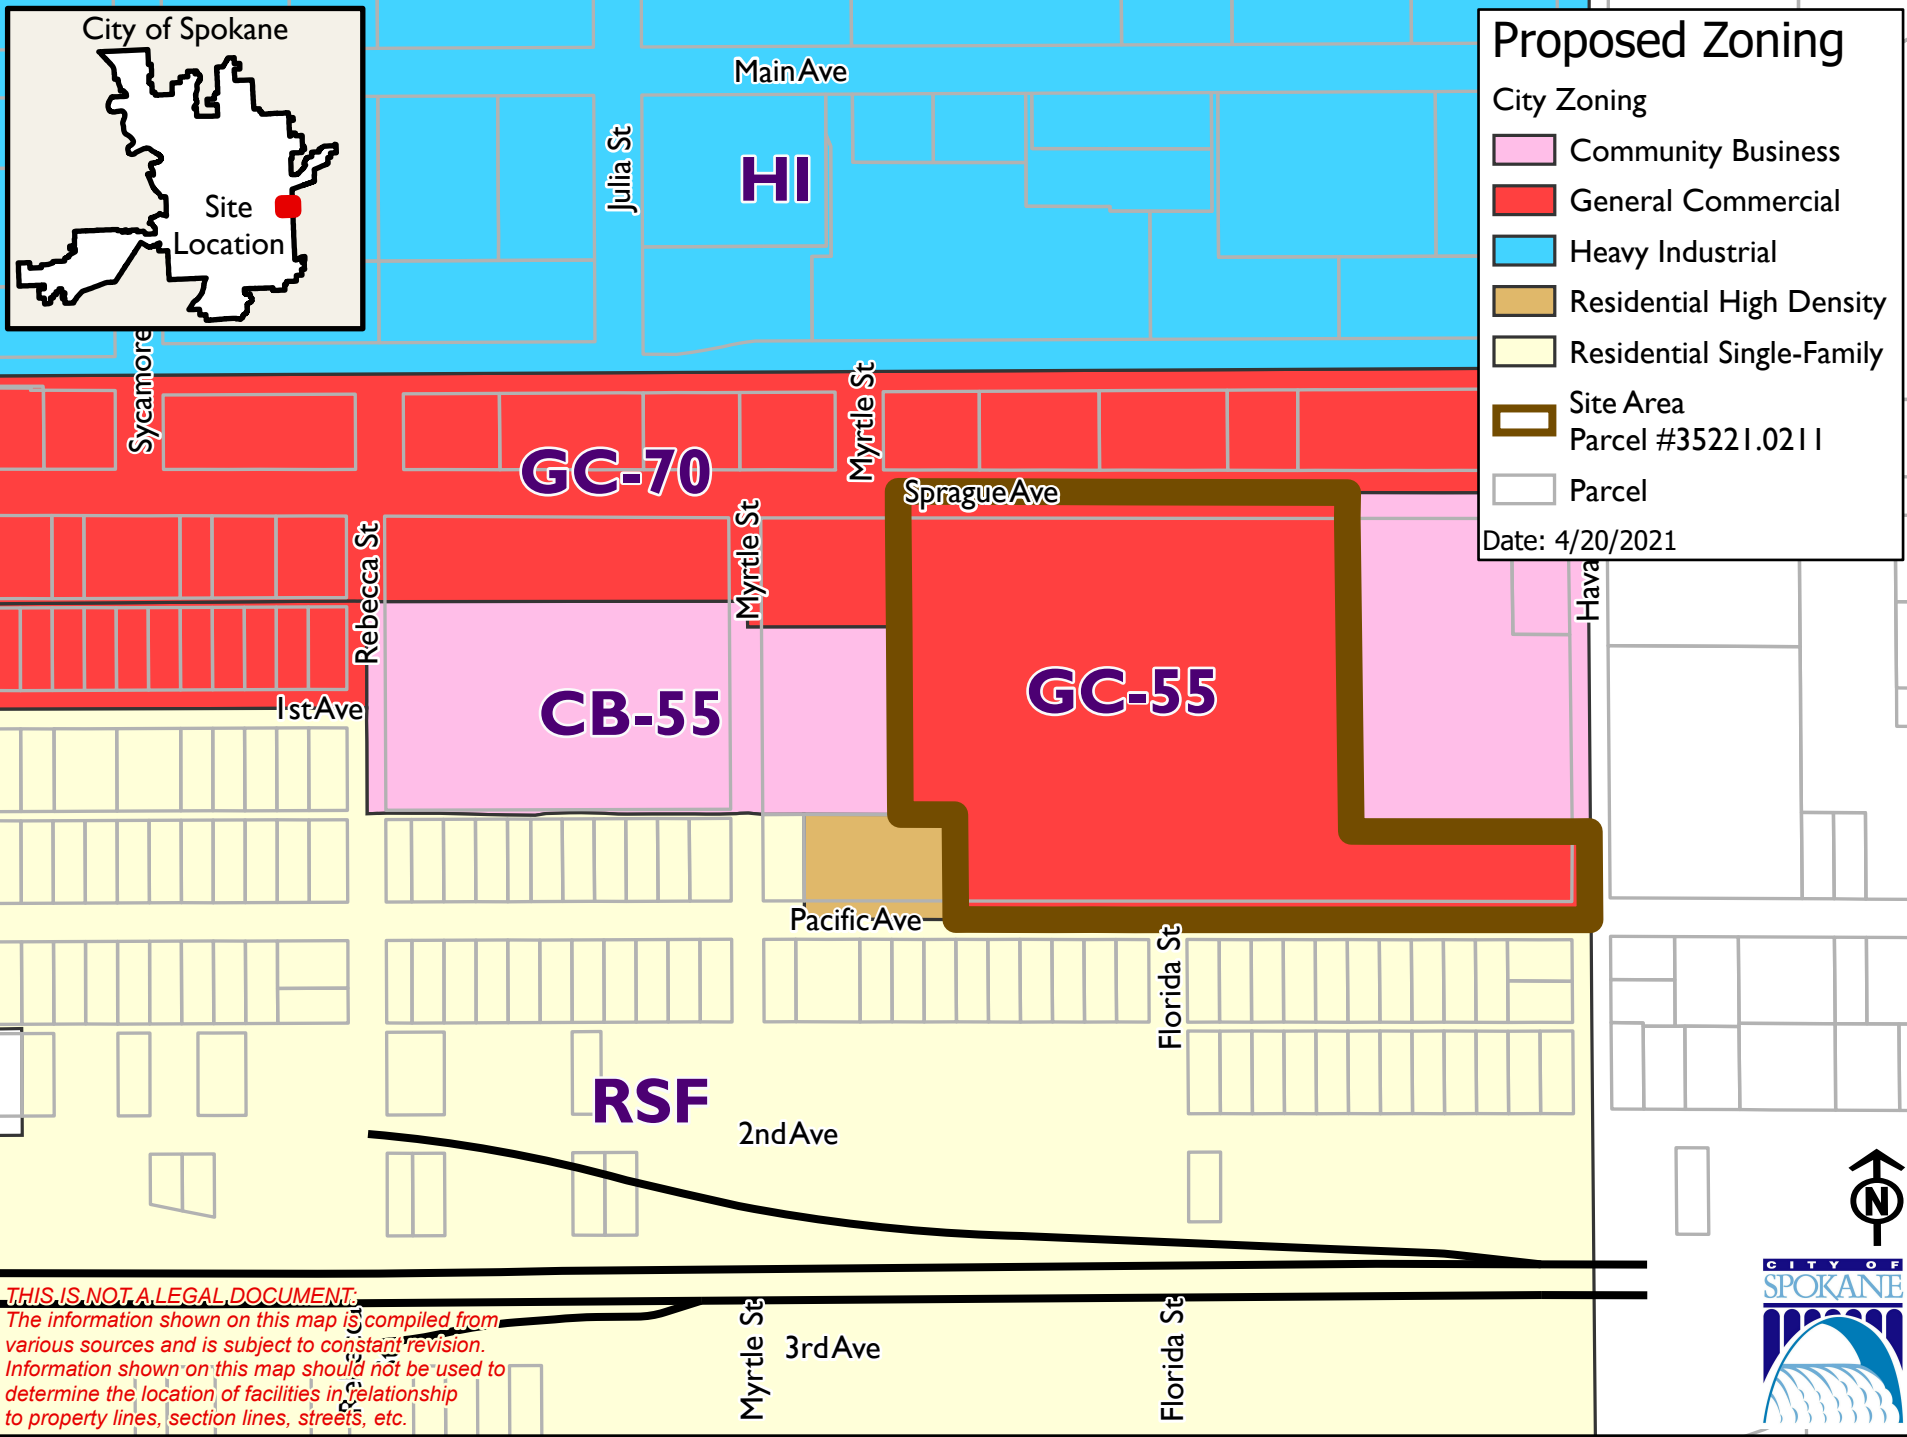 City of Spokane
Site
Location
Proposed Zoning
City Zoning
Community Business
General Commercial
Heavy Industrial
Residential High Density
Residential Single-Family
Site Area
Parcel #35221.0211
Parcel
Date: 4/20/2021
Main Ave
Julia St
HI
Sycamore
Myrtle St
GC-70
Sprague Ave
Rebecca St
Myrtle St
Hava
1st Ave
CB-55
GC-55
Pacific Ave
Florida St
RSF
2nd Ave
Myrtle St
3rd Ave
Florida St
THIS IS NOT A LEGAL DOCUMENT:
The information shown on this map is compiled from
various sources and is subject to constant revision.
Information shown on this map should not be used to
determine the location of facilities in relationship
to property lines, section lines, streets, etc.
N
CITY OF
SPOKANE